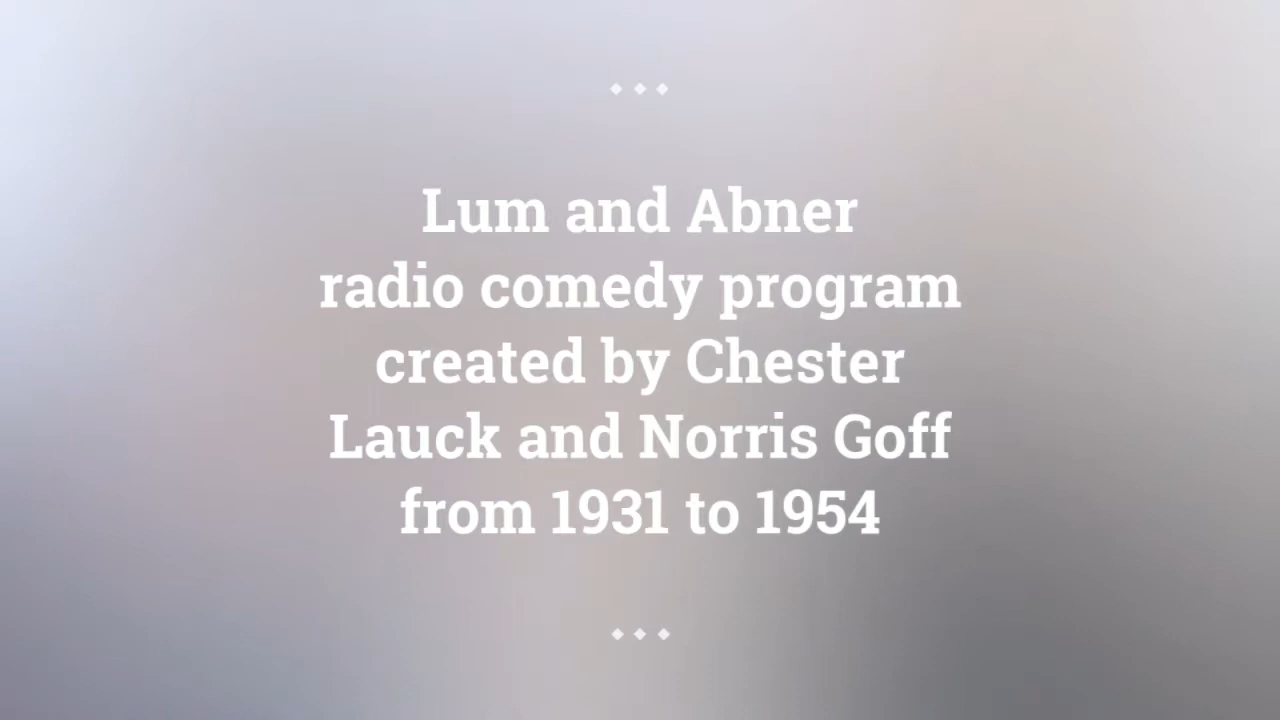 Lum and Abner
radio comedy program
created by Chester
Lauck and Norris Goff
from 1931 to 1954